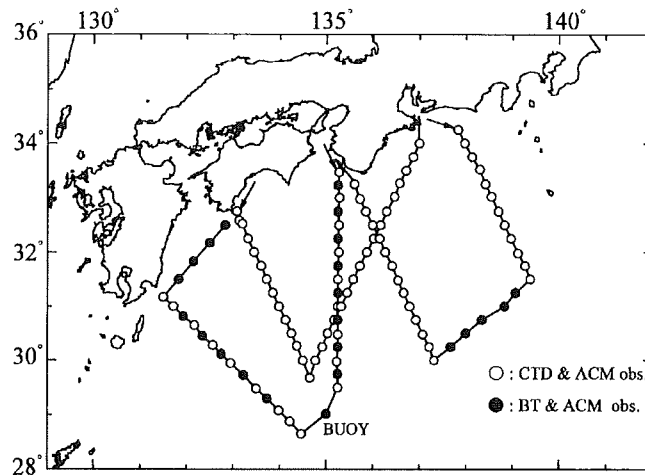 130° 135° 140°
36°
34°
32°
30°
○ : CTD & ACM obs.
● : BT & ACM obs.
BUOY
28°